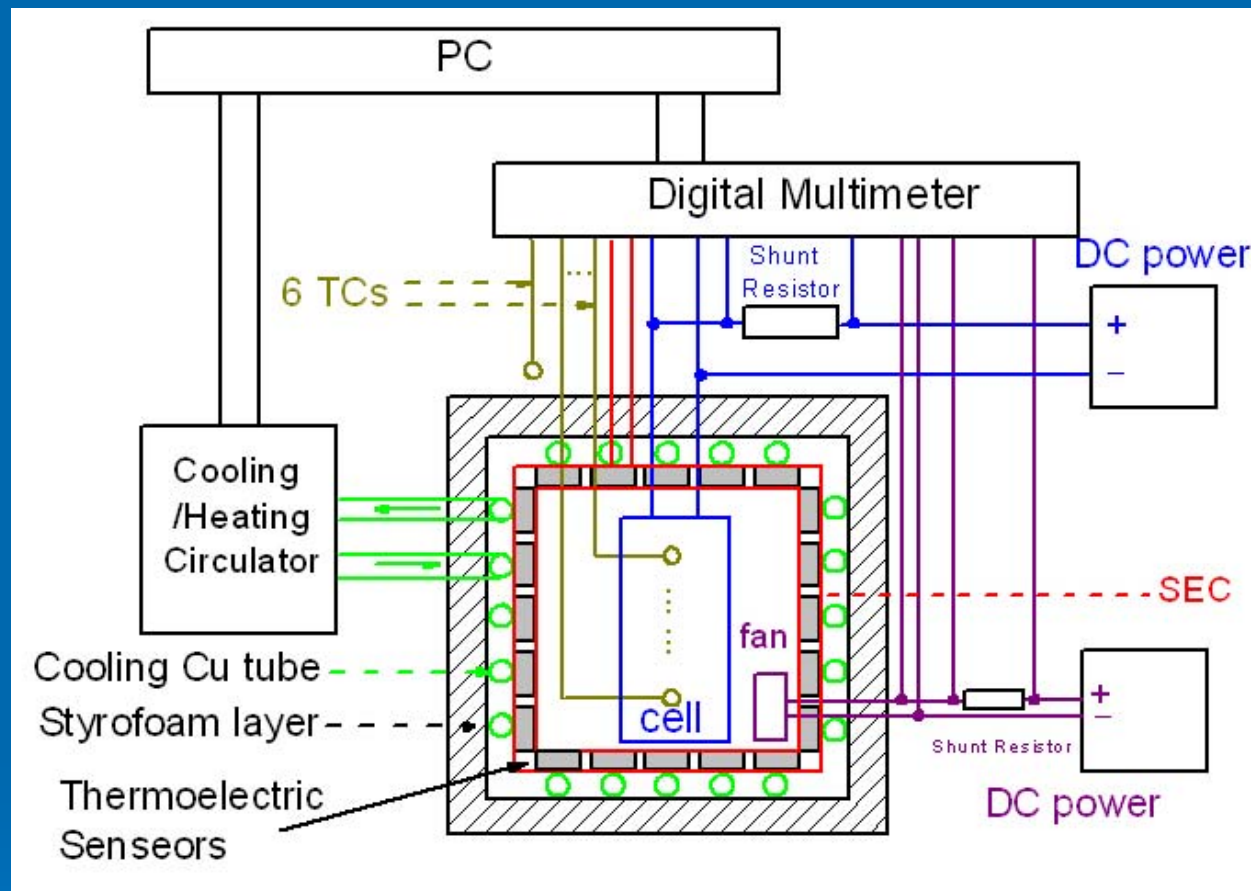 PC
Digital Multimeter
DC power
Shunt
Resistor
6 TCs
....
+
−
Cooling
/Heating
Circulator
SEC
fan
Cooling Cu tube
cell
+
−
Styrofoam layer
Shunt Resistor
Thermoelectric
Senseors
DC power